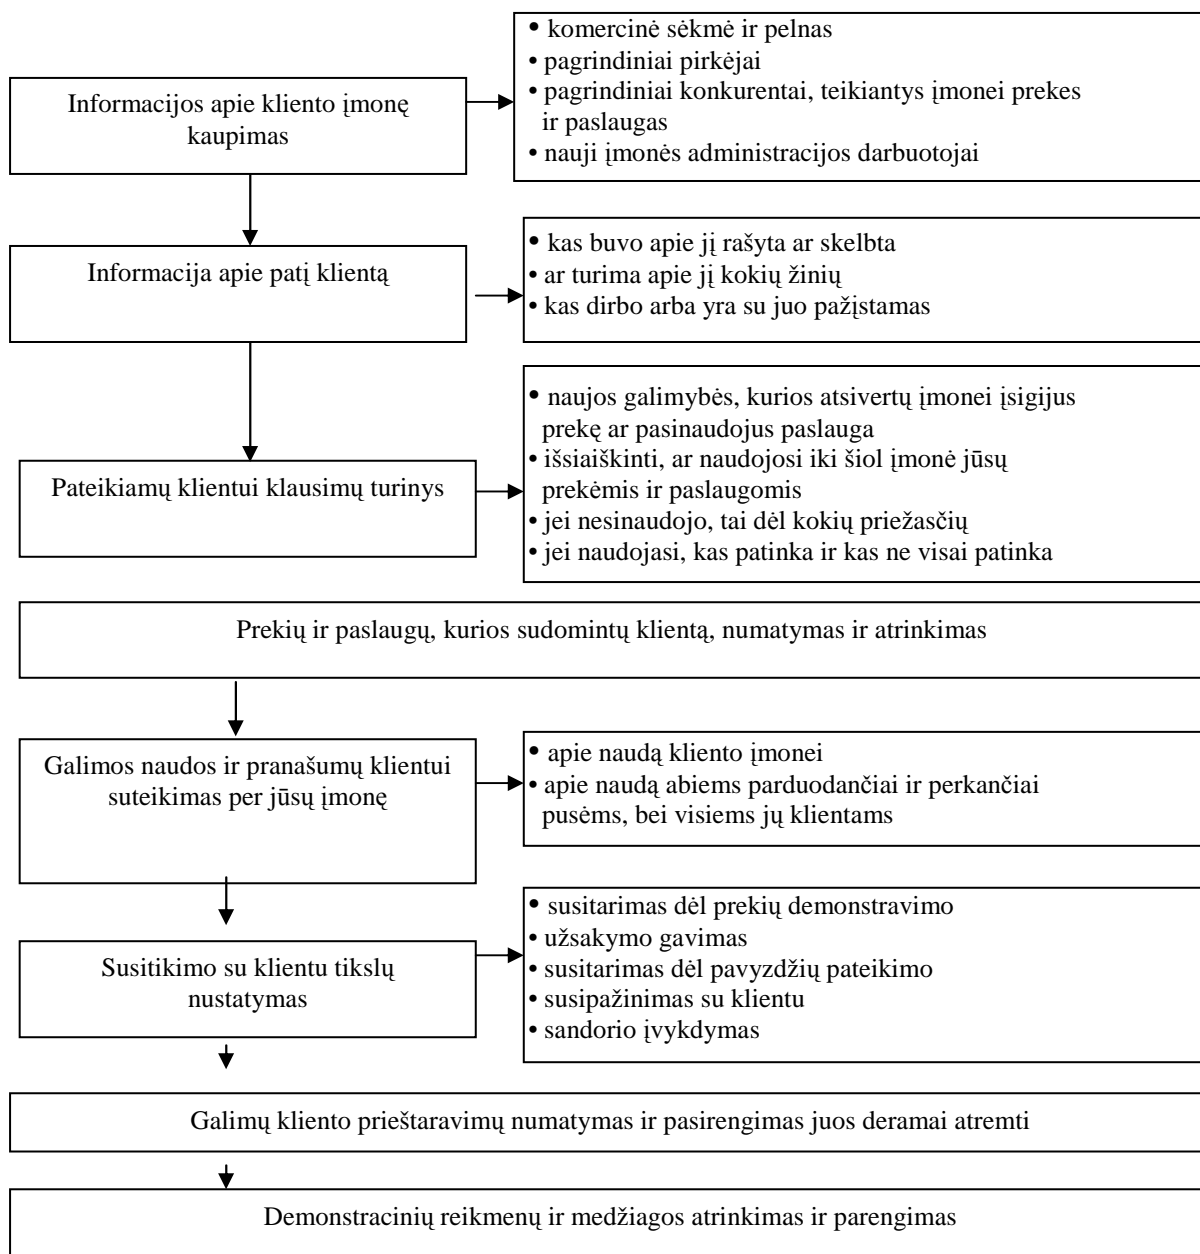 Informacijos apie kliento įmonę
kaupimas
• komercinė sėkmė ir pelnas
• pagrindiniai pirkėjai
• pagrindiniai konkurentai, teikiantys įmonei prekes
ir paslaugas
• nauji įmonės administracijos darbuotojai
Informacija apie patį klientą
• kas buvo apie jį rašyta ar skelbta
• ar turima apie jį kokių žinių
• kas dirbo arba yra su juo pažįstamas
Pateikiamų klientui klausimų turinys
• naujos galimybės, kurios atsivertų įmonei įsigijus
prekę ar pasinaudojus paslauga
• išsiaiškinti, ar naudojosi iki šiol įmonė jūsų
prekėmis ir paslaugomis
• jei nesinaudojo, tai dėl kokių priežasčių
• jei naudojasi, kas patinka ir kas ne visai patinka
Prekių ir paslaugų, kurios sudomintų klientą, numatymas ir atrinkimas
Galimos naudos ir pranašumų klientui
suteikimas per jūsų įmonę
• apie naudą kliento įmonei
• apie naudą abiems parduodančiai ir perkančiai
pusėms, bei visiems jų klientams
Susitikimo su klientu tikslų
nustatymas
• susitarimas dėl prekių demonstravimo
• užsakymo gavimas
• susitarimas dėl pavyzdžių pateikimo
• susipažinimas su klientu
• sandorio įvykdymas
Galimų kliento prieštaravimų numatymas ir pasirengimas juos deramai atremti
Demonstracinių reikmenų ir medžiagos atrinkimas ir parengimas